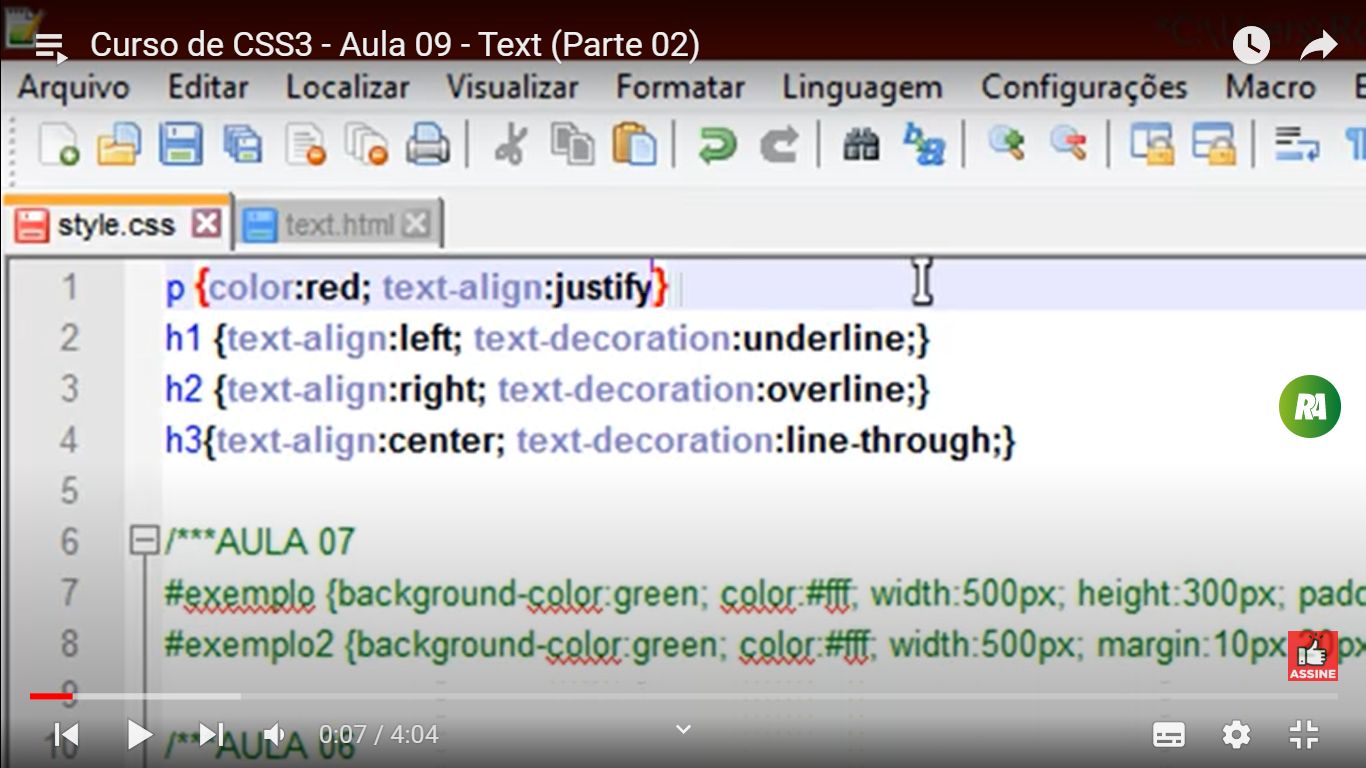 Curso de CSS3 - Aula 09 - Text (Parte 02)
Arquivo Editar Localizar Visualizar Formatar Linguagem Configurações Macro
style.css text.html
1 p {color:red; text-align:justify}
2 h1 {text-align:left; text-decoration:underline;}
3 h2 {text-align:right; text-decoration:overline;}
4 h3{text-align:center; text-decoration:line-through;}
RA
5
6 /***AULA 07
7 #exemplo {background-color:green; color:#fff; width:500px; height:300px;
8 #exemplo2 {background-color:green; color:#fff; width:500px; margin:10px
ASSINE
9
10 /***AULA 06
0:07 / 4:04